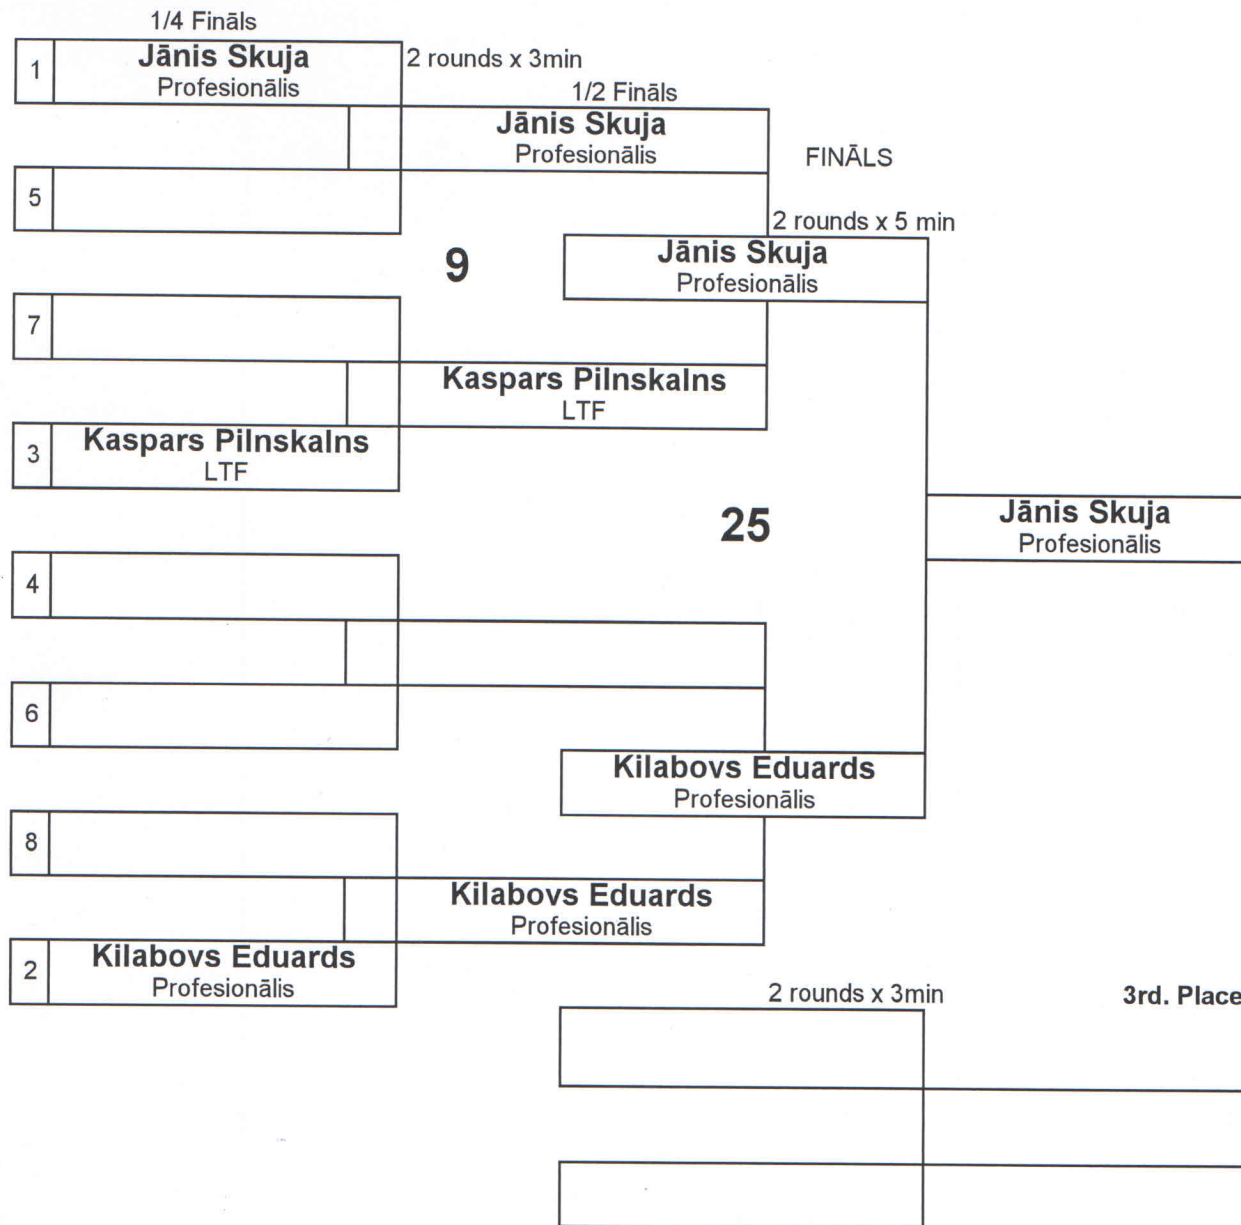 1/4 Fināls
1
Jānis Skuja
Profesionālis
2 rounds x 3min
1/2 Fināls
Jānis Skuja
Profesionālis
FINĀLS
5
2 rounds x 5 min
9
Jānis Skuja
Profesionālis
7
Kaspars Pilnskalns
LTF
3
Kaspars Pilnskalns
LTF
25
Jānis Skuja
Profesionālis
4
6
Kilabovs Eduards
Profesionālis
8
Kilabovs Eduards
Profesionālis
2
Kilabovs Eduards
Profesionālis
2 rounds x 3min
3rd. Place